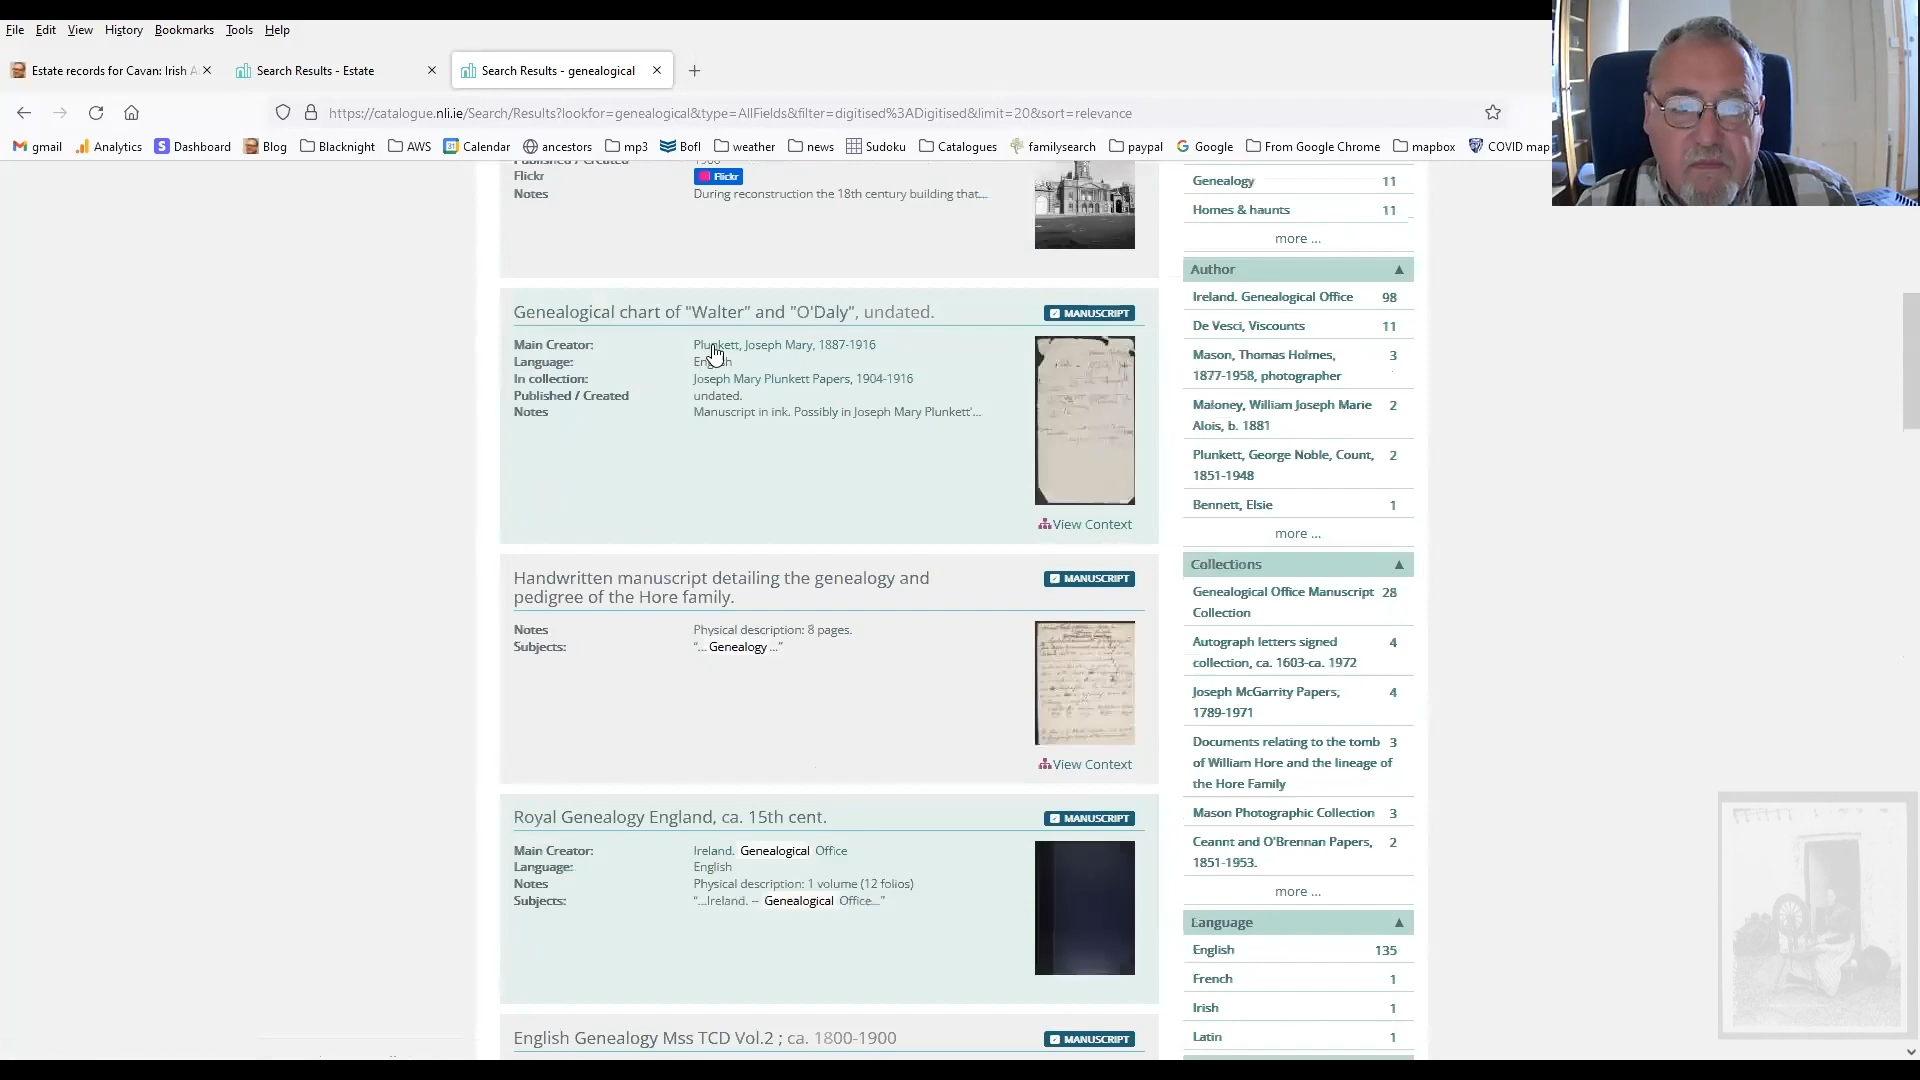 File Edit View History Bookmarks Tools Help
Estate records for Cavan: Irish A
Search Results - Estate
Search Results - genealogical
https://catalogue.nli.ie/Search/Results?lookfor=genealogical&type=AllFields&filter=digitised%3ADigitised&limit=20&sort=relevance
gmail Analytics Dashboard Blog Blacknight AWS Calendar ancestors mp3 BofI weather news Sudoku Catalogues familysearch paypal Google From Google Chrome mapbox COVID map
Published / Created 1900
Flickr Flickr
Notes During reconstruction the 18th century building that...
Genealogical chart of "Walter" and "O'Daly", undated.
MANUSCRIPT
Main Creator: Plunkett, Joseph Mary, 1887-1916
Language: English
In collection: Joseph Mary Plunkett Papers, 1904-1916
Published / Created undated.
Notes Manuscript in ink. Possibly in Joseph Mary Plunkett'...
View Context
Handwritten manuscript detailing the genealogy and
pedigree of the Hore family.
MANUSCRIPT
Notes Physical description: 8 pages.
Subjects: "... Genealogy ..."
View Context
Royal Genealogy England, ca. 15th cent.
MANUSCRIPT
Main Creator: Ireland. Genealogical Office
Language: English
Notes Physical description: 1 volume (12 folios)
Subjects: "...Ireland. -- Genealogical Office..."
English Genealogy Mss TCD Vol.2 ; ca. 1800-1900
MANUSCRIPT
Genealogy 11
Homes & haunts 11
more ...
Author
Ireland. Genealogical Office 98
De Vesci, Viscounts 11
Mason, Thomas Holmes, 3
1877-1958, photographer
Maloney, William Joseph Marie 2
Alois, b. 1881
Plunkett, George Noble, Count, 2
1851-1948
Bennett, Elsie 1
more ...
Collections
Genealogical Office Manuscript 28
Collection
Autograph letters signed 4
collection, ca. 1603-ca. 1972
Joseph McGarrity Papers, 4
1789-1971
Documents relating to the tomb 3
of William Hore and the lineage of
the Hore Family
Mason Photographic Collection 3
Ceannt and O'Brennan Papers, 2
1851-1953.
more ...
Language
English 135
French 1
Irish 1
Latin 1